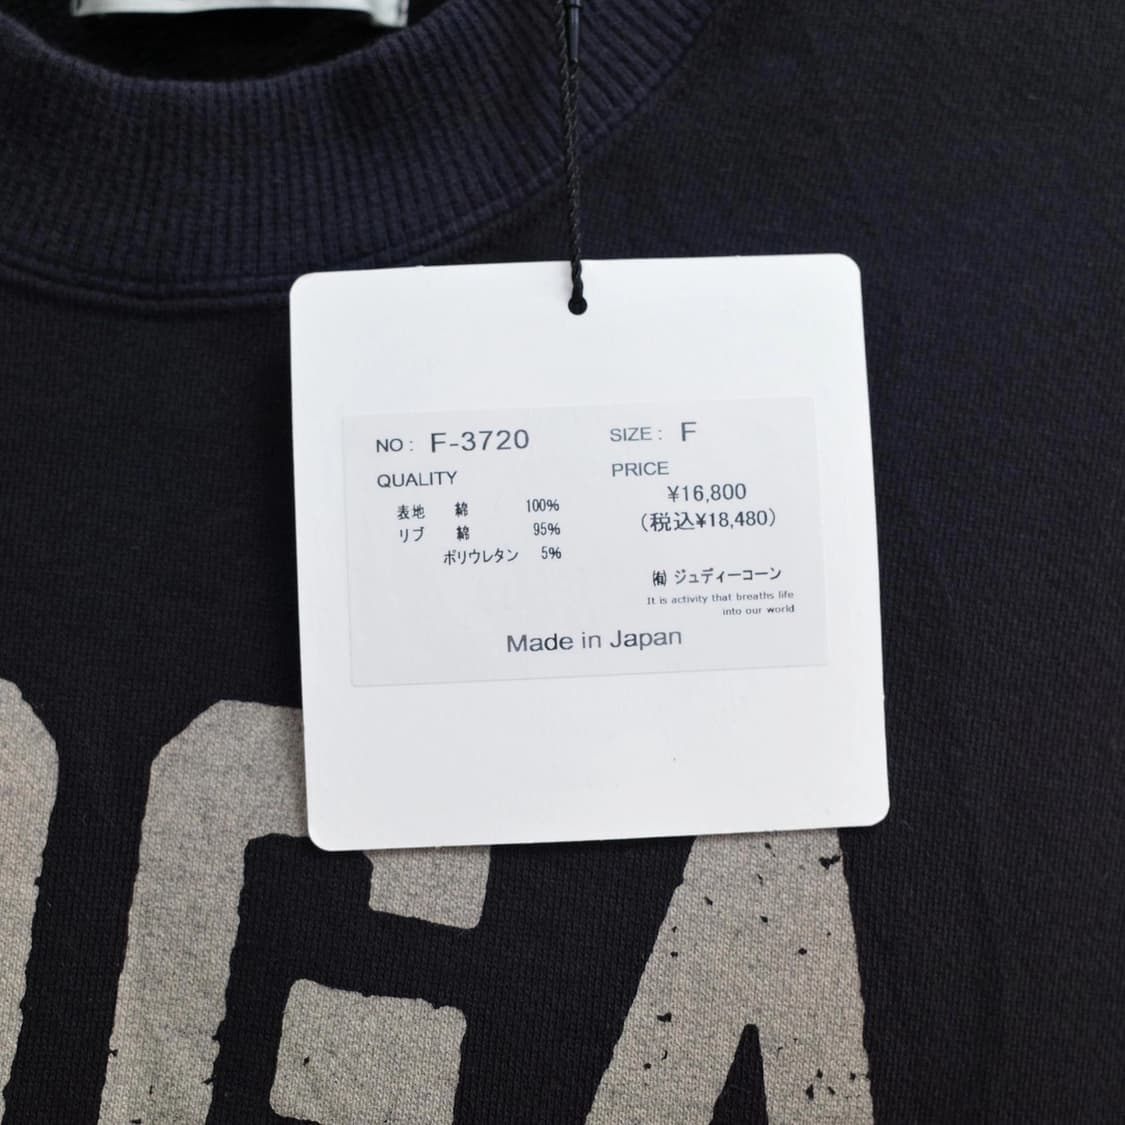 NO : F-3720
SIZE : F
QUALITY
PRICE
表地 綿 100%
リブ 綿 95%
ポリウレタン 5%
¥16,800
(税込¥18,480)
㈲ ジュディーコーン
It is activity that breaths life
into our world
Made in Japan